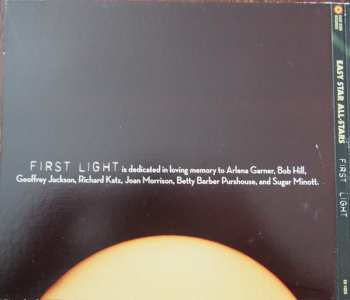 FIRST LIGHT is dedicated in loving memory to Arlena Garner, Bob Hill,
Geoffrey Jackson, Richard Katz, Joan Morrison, Betty Barber Purshouse, and Sugar Minott.
EASY STAR ALL-STARS
FIRST LIGHT